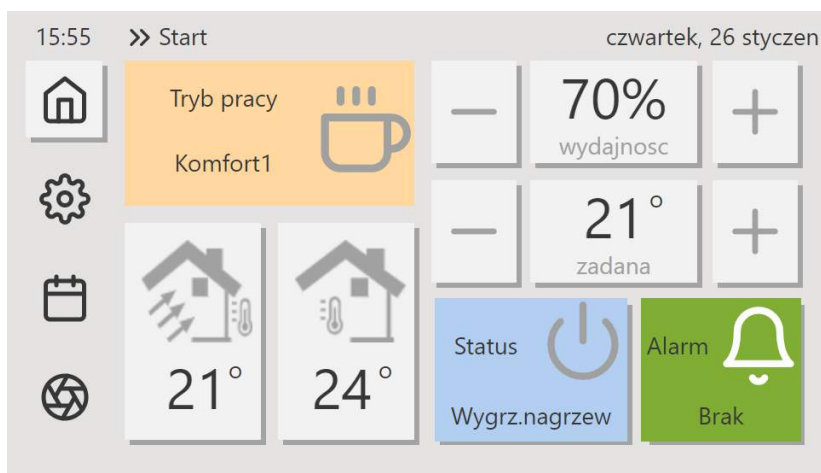 15:55
>> Start
czwartek, 26 styczen
Tryb pracy
Komfort1
70%
wydajnosc
21°
zadana
21°
24°
Status
Wygrz.nagrzew
Alarm
Brak